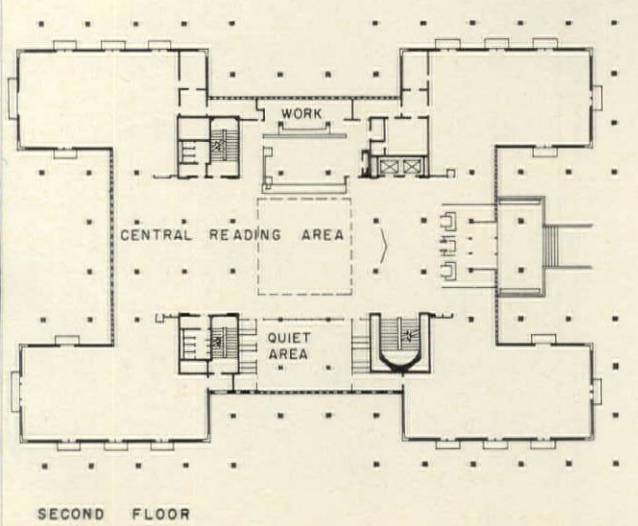 WORK
CENTRAL READING AREA
QUIET
AREA
SECOND FLOOR